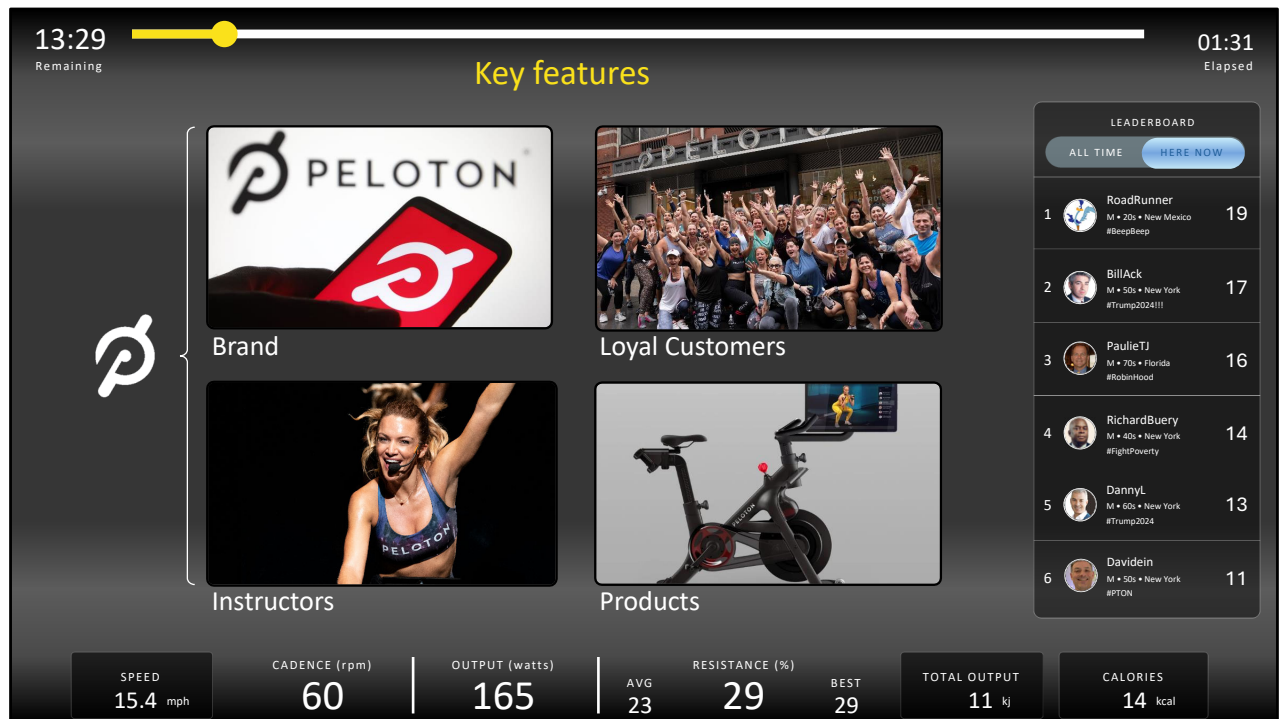 13:29
Remaining
01:31
Elapsed
Key features
PELOTON
Brand
PELOTO
Loyal Customers
PELOTON
Instructors
PELOTON
Products
LEADERBOARD
ALL TIME
HERE NOW
1
RoadRunner
M • 20s • New Mexico
#BeepBeep
19
2
BillAck
M • 50s • New York
#Trump2024!!!
17
3
PaulieTJ
M • 70s • Florida
#RobinHood
16
4
RichardBuery
M • 40s • New York
#FightPoverty
14
5
DannyL
M • 60s • New York
#Trump2024
13
6
Davidein
M • 50s • New York
#PTON
11
SPEED
15.4 mph
CADENCE (rpm)
60
OUTPUT (watts)
165
RESISTANCE (%)
AVG
23
29
BEST
29
TOTAL OUTPUT
11 kj
CALORIES
14 kcal